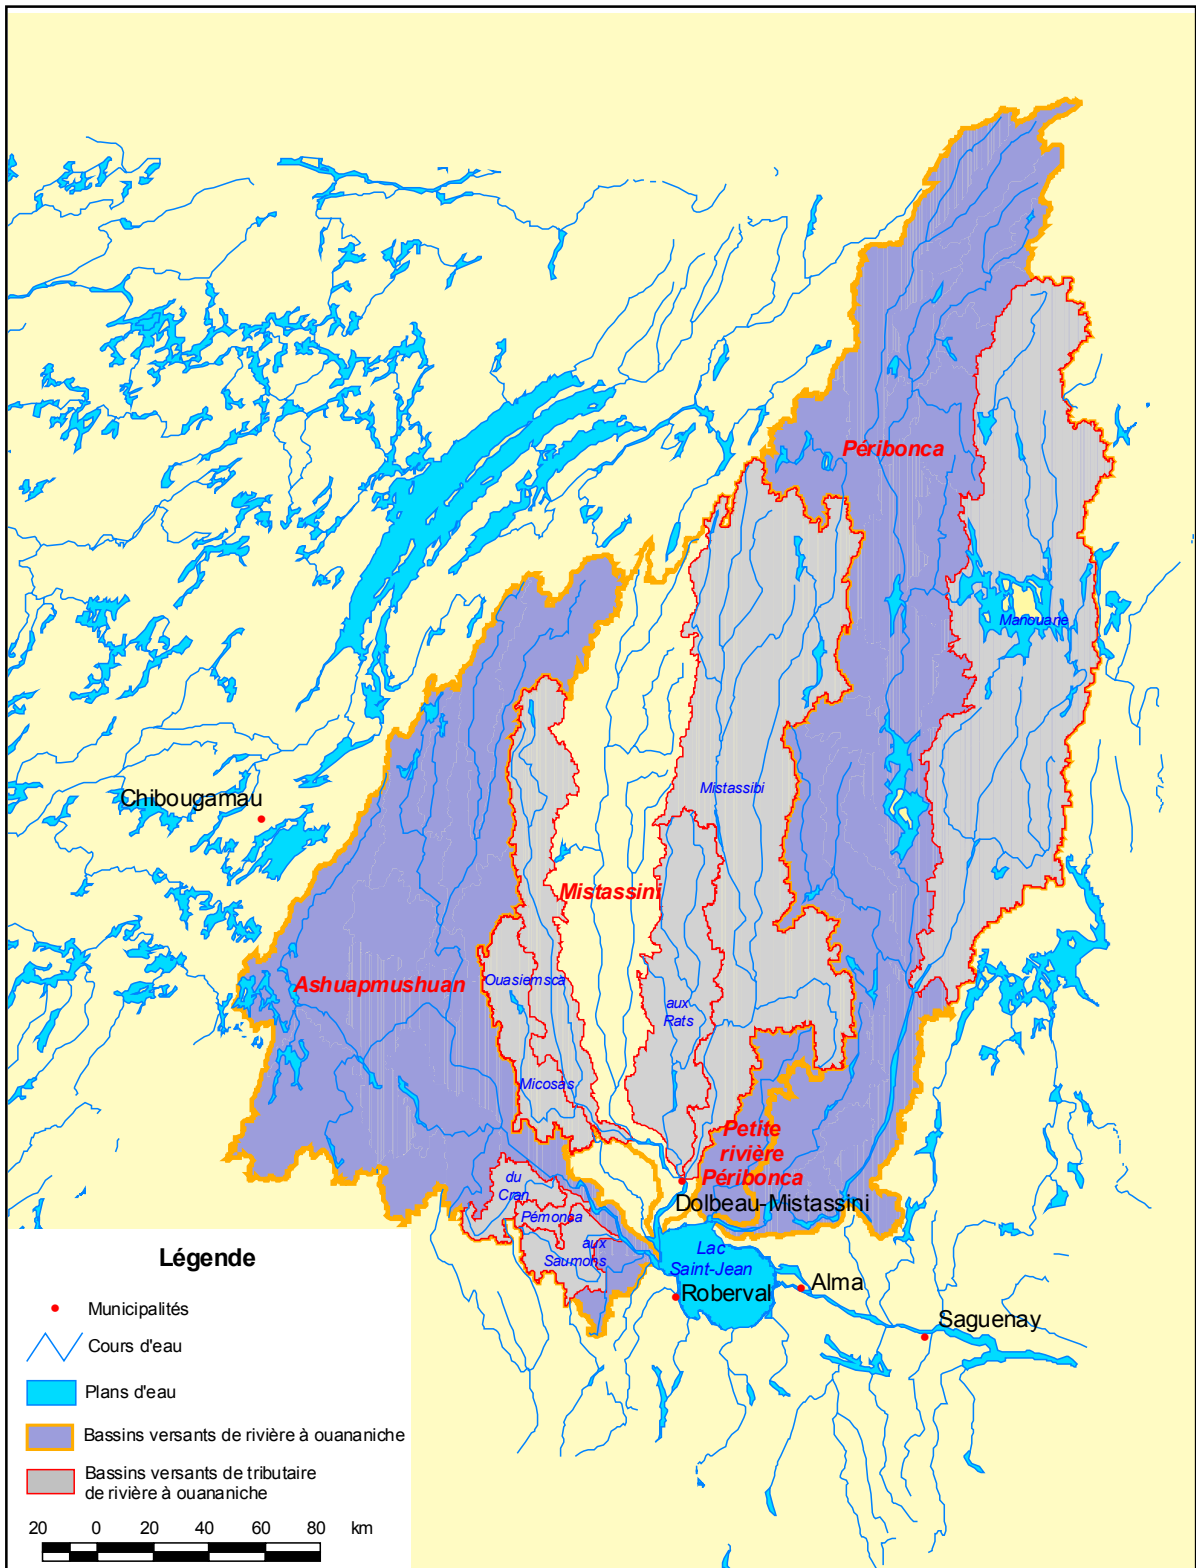 Péribonca
Manouane
Mistassibi
Chibougamau
Mistassini
Ashuapmushuan
Ouasiemsca
aux
Rats
Micosas
Petite
rivière
Péribonca
du
Cran
Dolbeau-Mistassini
Pémonca
aux
Saumons
Lac
Saint-Jean
Roberval
Alma
Saguenay
Légende
Municipalités
Cours d'eau
Plans d'eau
Bassins versants de rivière à ouananiche
Bassins versants de tributaire
de rivière à ouananiche
20 0 20 40 60 80 km